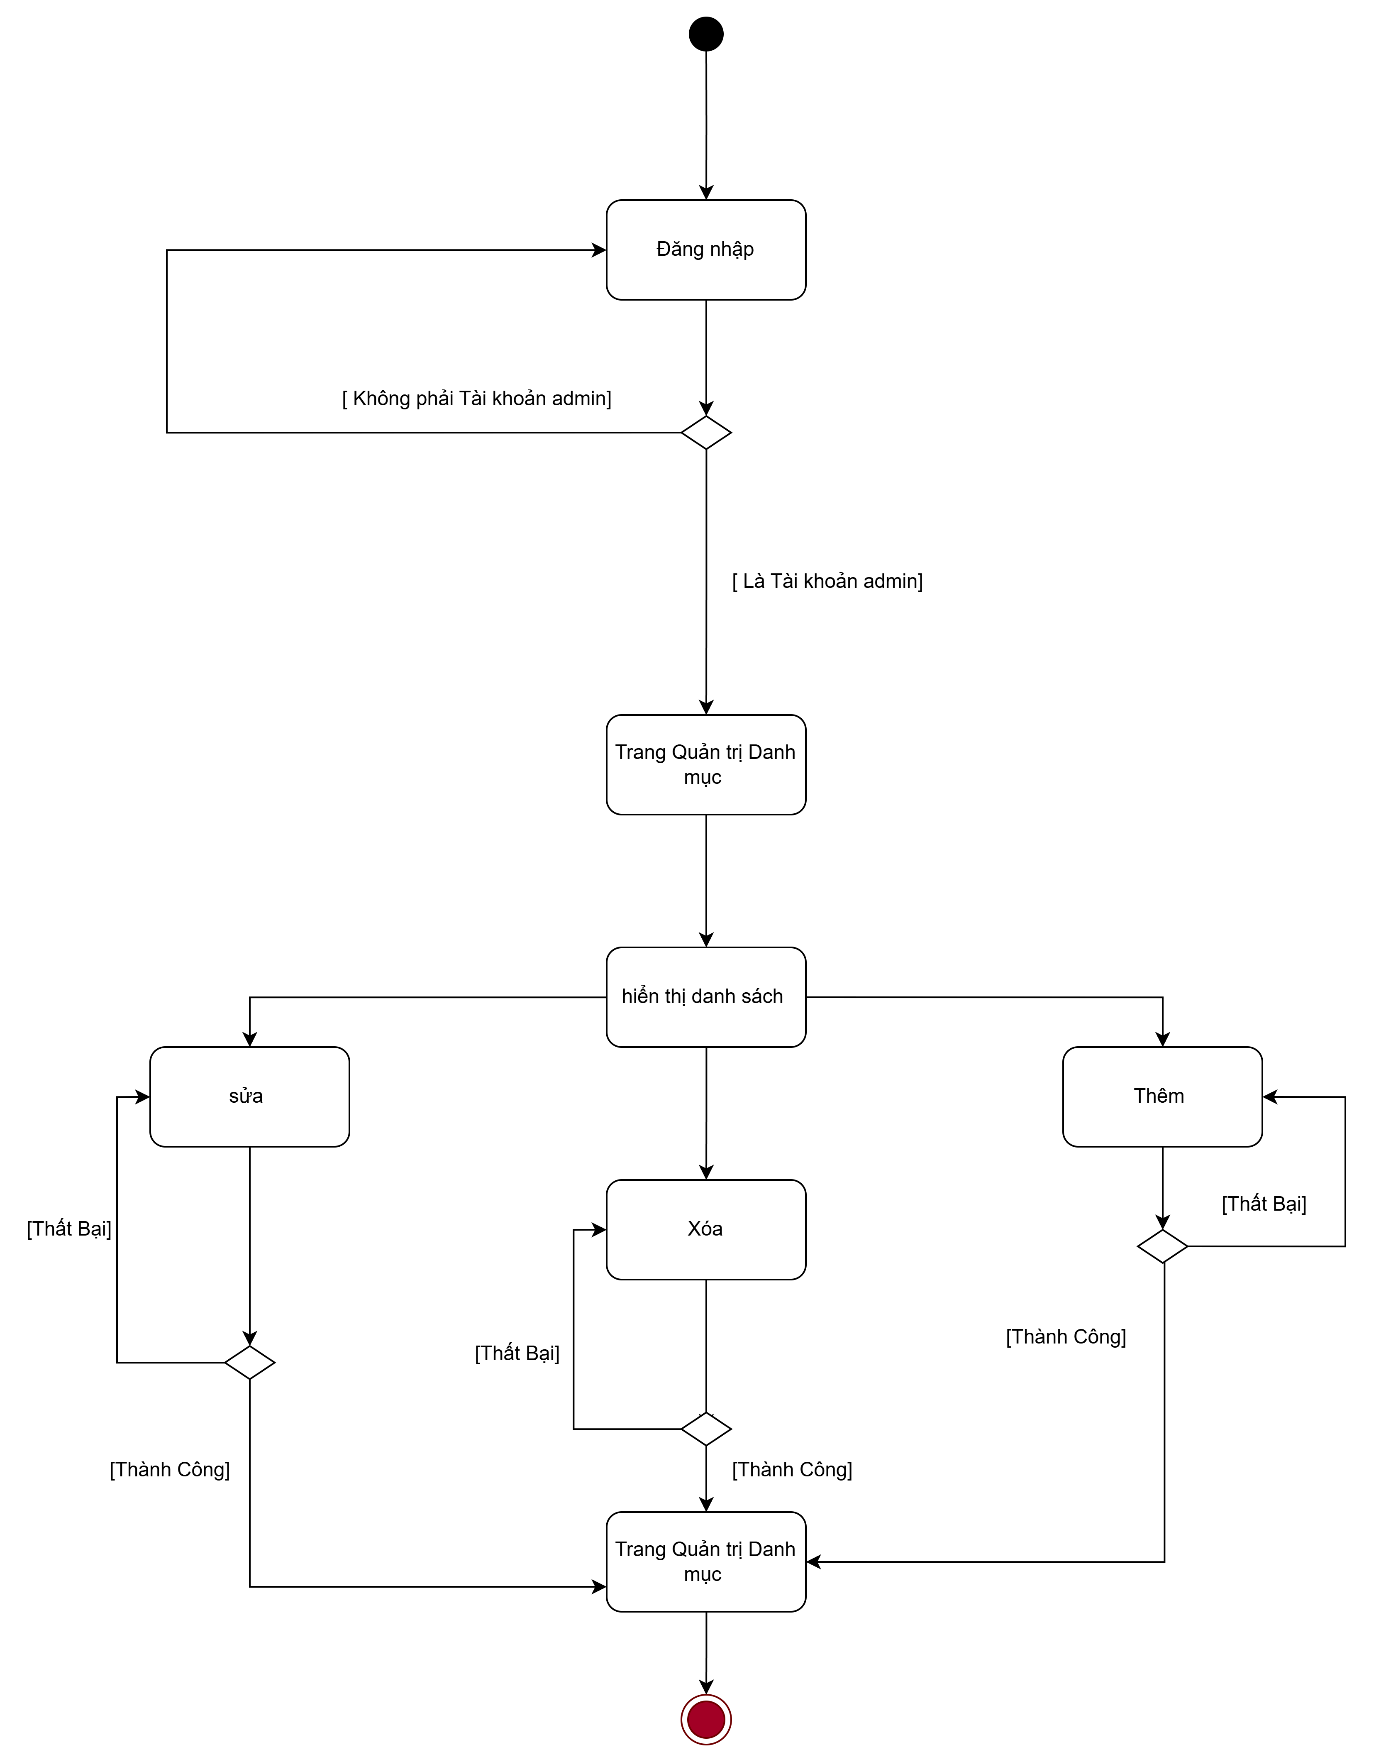 Đăng nhập
[ Không phải Tài khoản admin]
[ Là Tài khoản admin]
Trang Quản trị Danh
mục
hiển thị danh sách
sửa
Thêm
[Thất Bại]
[Thất Bại]
Xóa
[Thất Bại]
[Thành Công]
[Thành Công]
[Thành Công]
Trang Quản trị Danh
mục